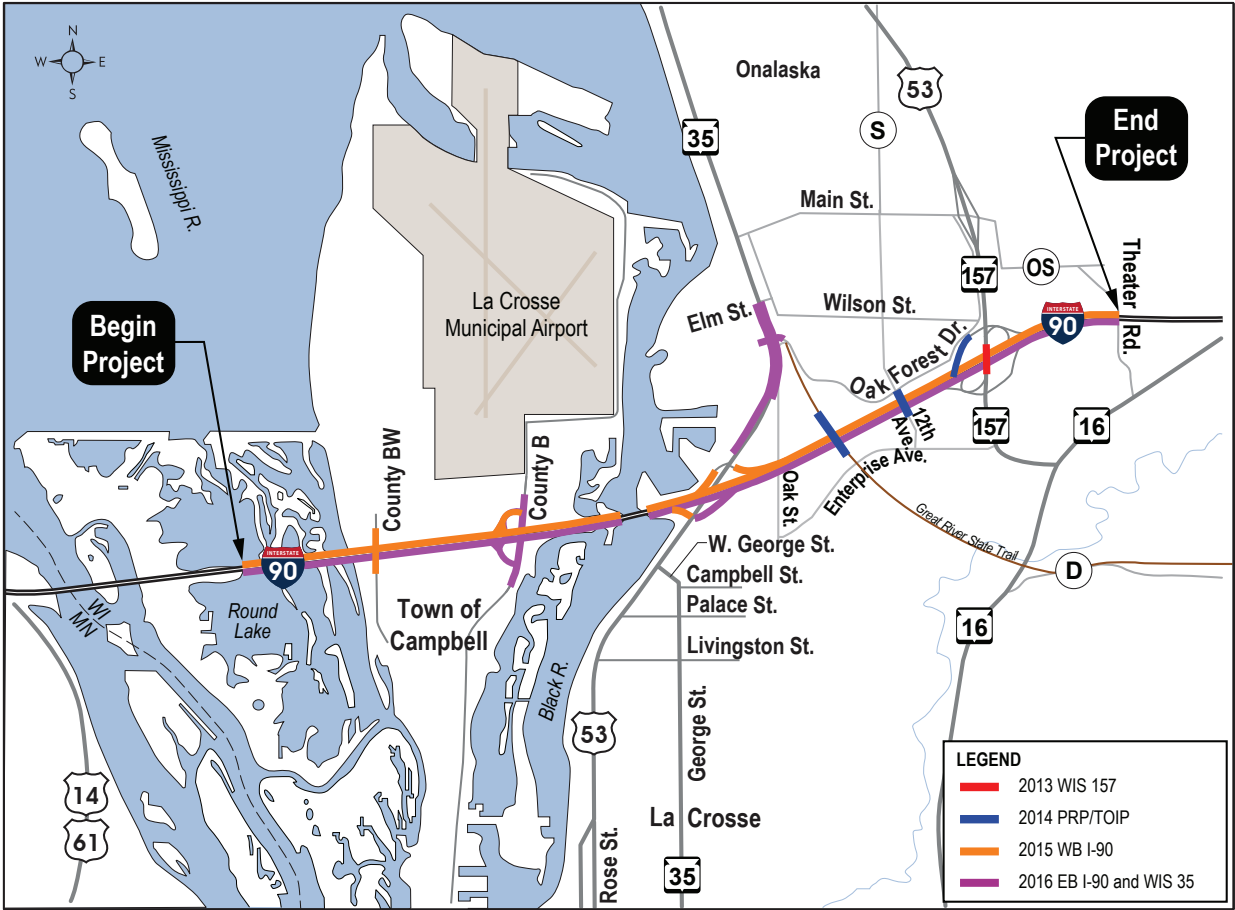 N
W
E
S
Mississippi R.
Onalaska
53
35
S
End
Project
Main St.
157
OS
Theater Rd.
La Crosse
Municipal Airport
Elm St.
Wilson St.
INTERSTATE
90
Begin
Project
Oak Forest Dr.
12th
Ave.
157
16
County BW
County B
Oak St.
Enterprise Ave.
Great River State Trail
INTERSTATE
90
W. George St.
Campbell St.
D
WI
MN
Round
Lake
Town of
Campbell
Palace St.
16
Livingston St.
Black R.
53
George St.
14
61
La Crosse
Rose St.
35
LEGEND
2013 WIS 157
2014 PRP/TOIP
2015 WB I-90
2016 EB I-90 and WIS 35